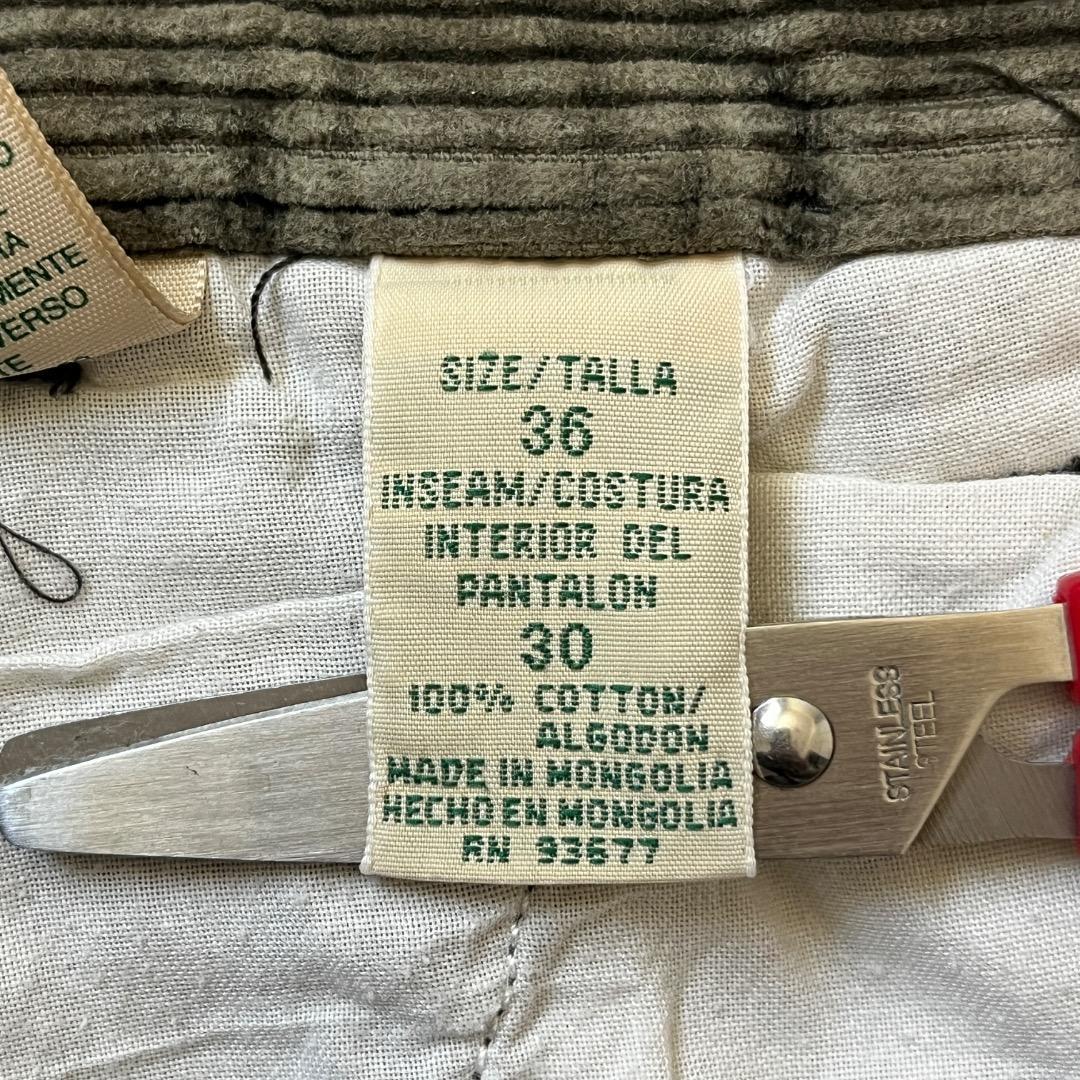 SIZE/TALLA
36
INSEAM/COSTURA
INTERIOR DEL
PANTALON
30
100% COTTON/
ALGODON
MADE IN MONGOLIA
HECHO EN MONGOLIA
RN 93677
STAINLESS
STEEL